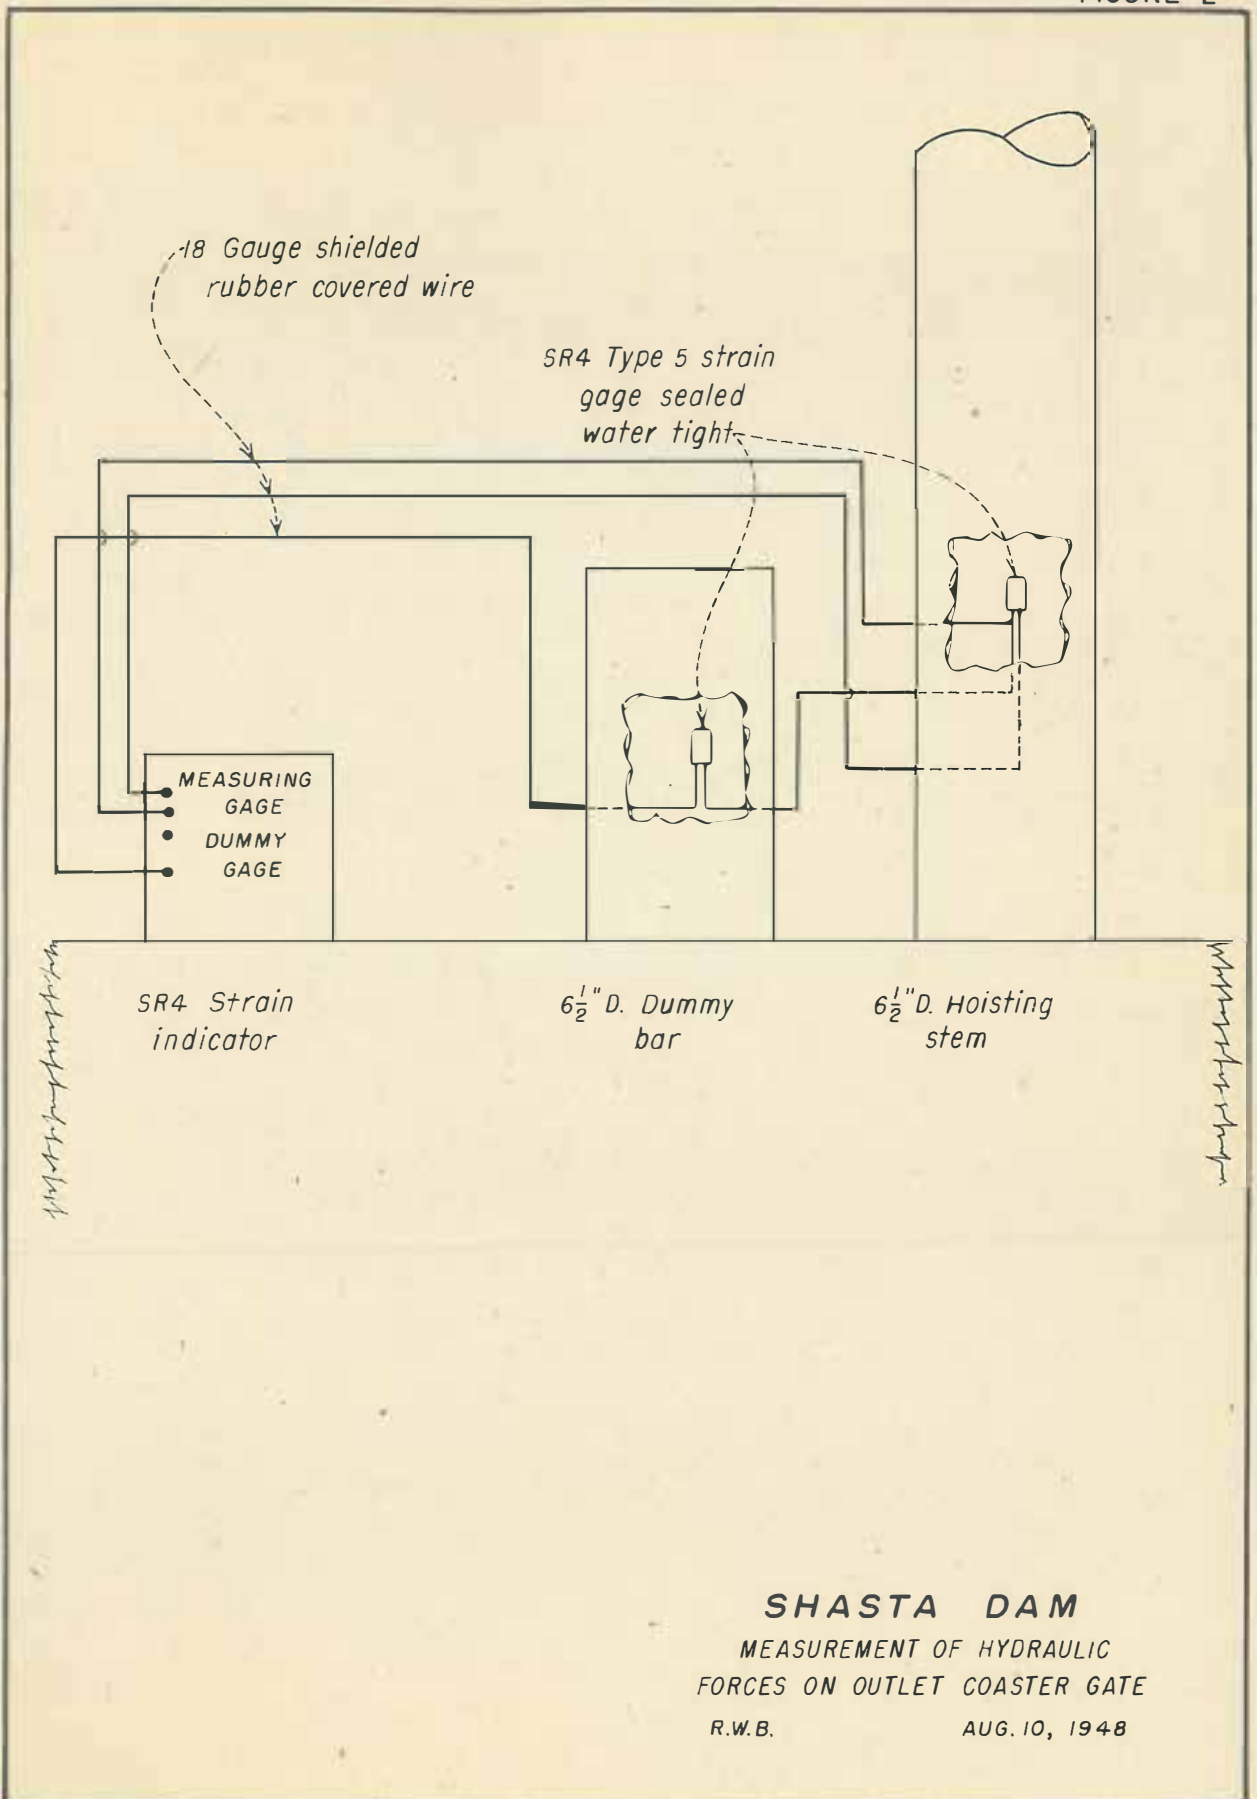 18 Gauge shielded
rubber covered wire
SR4 Type 5 strain
gage sealed
water tight
MEASURING
GAGE
DUMMY
GAGE
SR4 Strain
indicator
6½"D. Dummy
bar
6½"D. Hoisting
stem
SHASTA DAM
MEASUREMENT OF HYDRAULIC
FORCES ON OUTLET COASTER GATE
R.W.B. AUG. 10, 1948